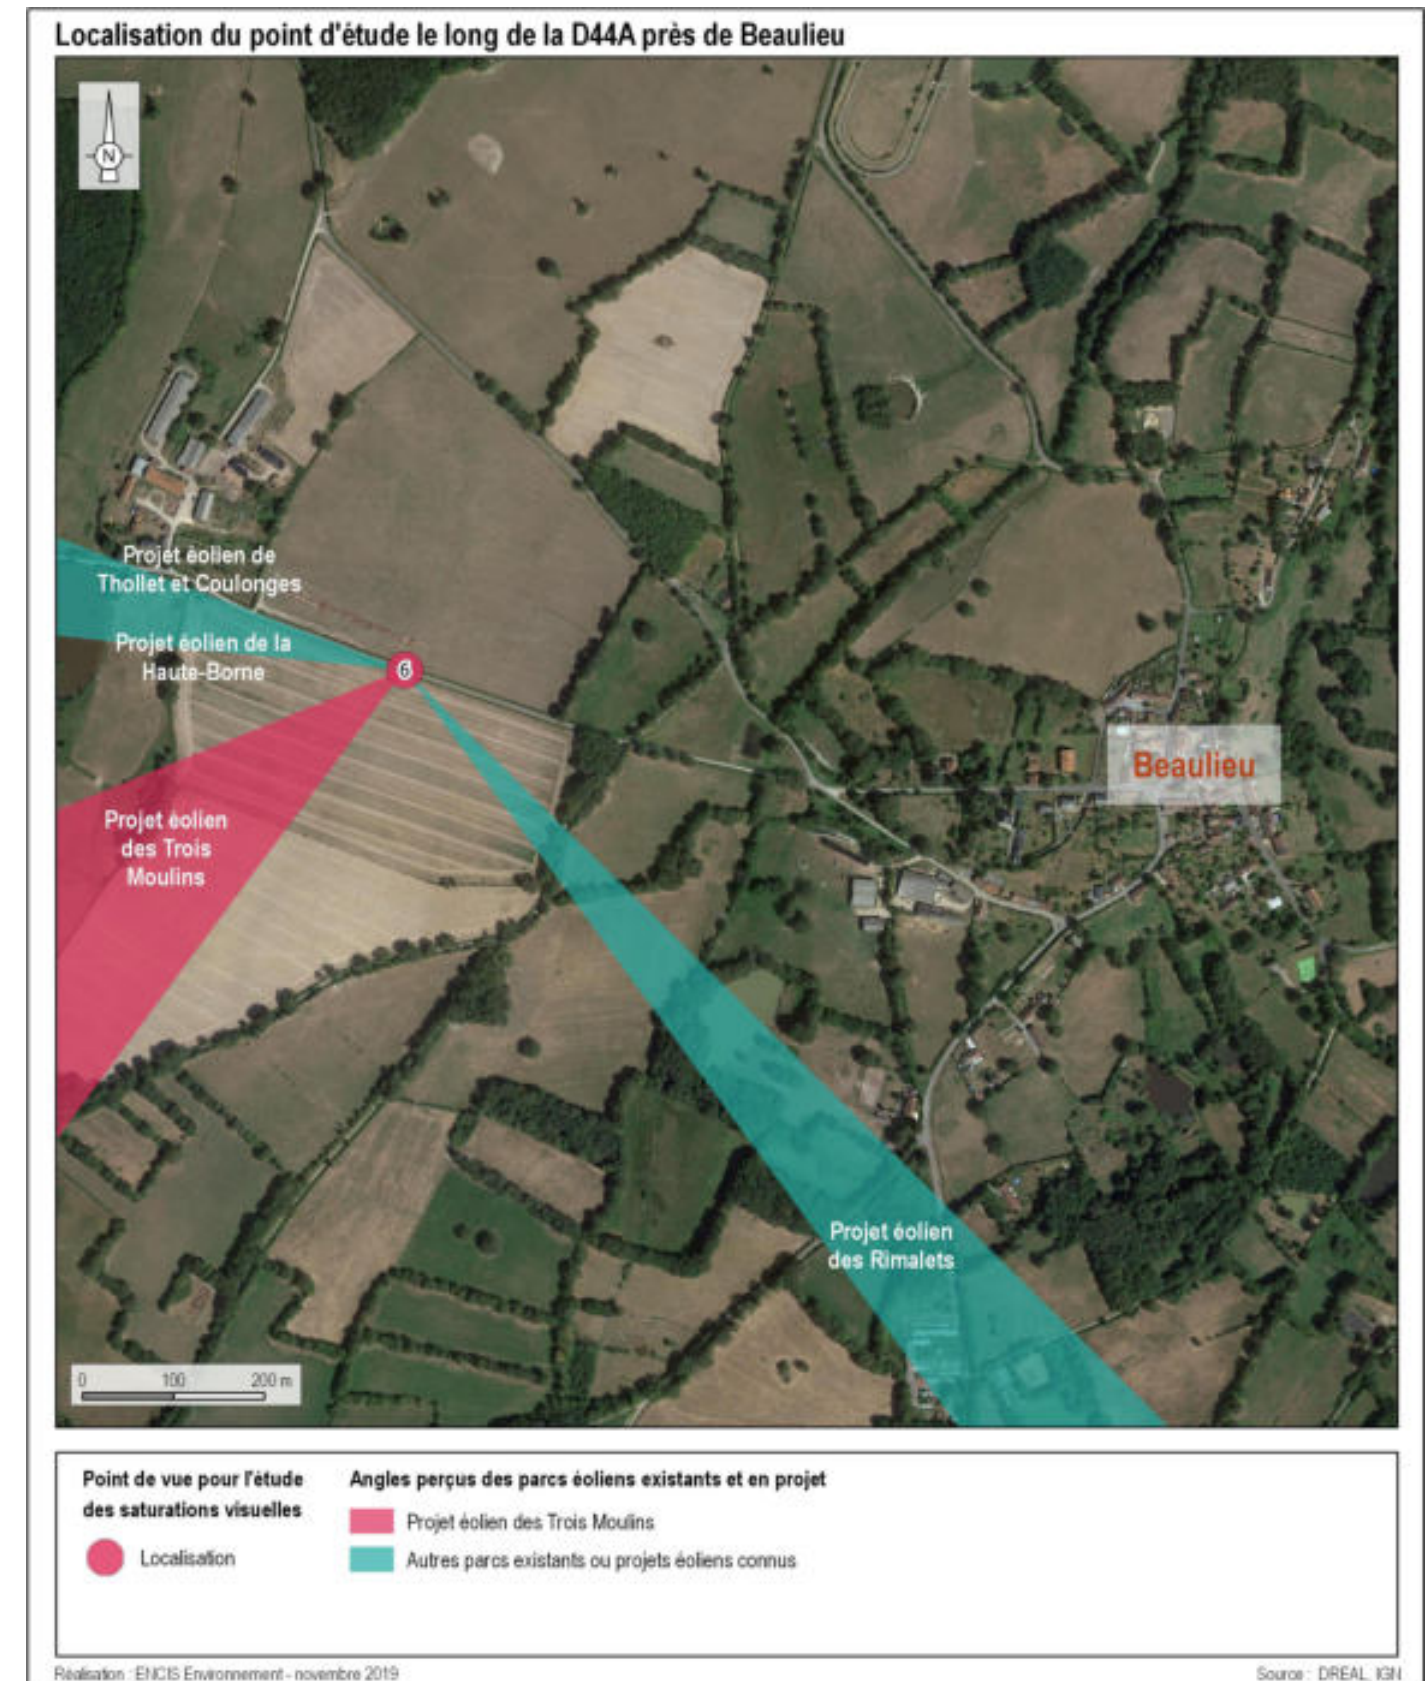 Localisation du point d'étude le long de la D44A près de Beaulieu
N
Projet éolien de
Thollet et Coulonges
Projet éolien de la
Haute-Borne
6
Beaulieu
Projet éolien
des Trois
Moulins
Projet éolien
des Rimalets
0 100 200 m
Point de vue pour l'étude
des saturations visuelles
Localisation
Angles perçus des parcs éoliens existants et en projet
Projet éolien des Trois Moulins
Autres parcs existants ou projets éoliens connus
Réalisation : ENCIS Environnement - novembre 2019
Source : DREAL, IGN